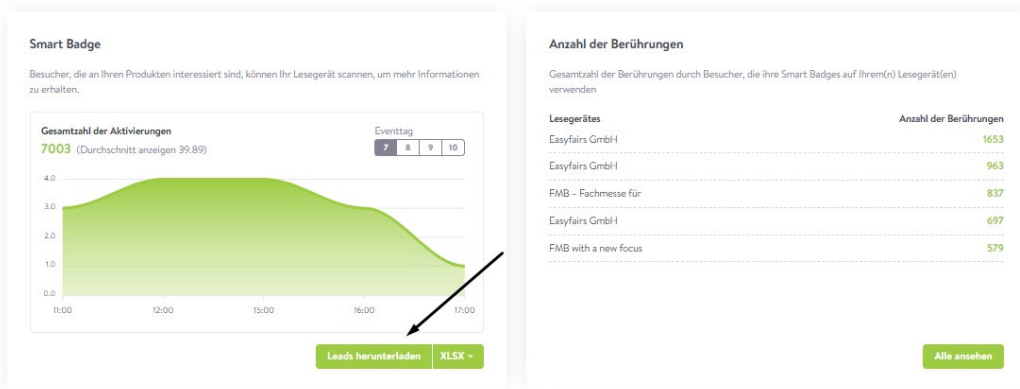 Smart Badge
Besucher, die an Ihren Produkten interessiert sind, können Ihr Lesegerät scannen, um mehr Informationen
zu erhalten.
Gesamtzahl der Aktivierungen
7003 (Durchschnitt anzeigen 39.89)
Eventtag
7 8 9 10
4.0
3.0
2.0
1.0
0.0
11:00 12:00 15:00 16:00 17:00
Leads herunterladen XLSX
Anzahl der Berührungen
Gesamtzahl der Berührungen durch Besucher, die ihre Smart Badges auf Ihrem(n) Lesegerät(en)
verwenden
Lesegerätes Anzahl der Berührungen
Easyfairs GmbH 1653
Easyfairs GmbH 963
FMB – Fachmesse für 837
Easyfairs GmbH 697
FMB with a new focus 579
Alle ansehen